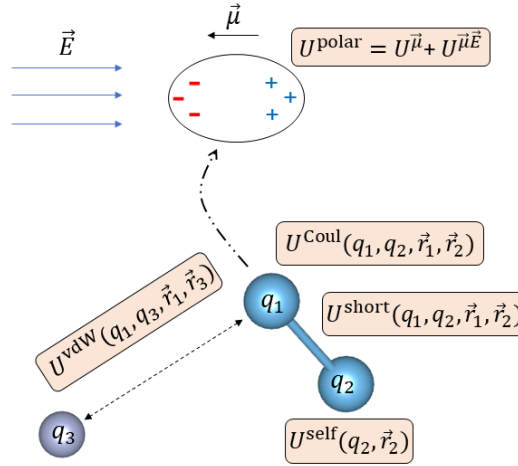 μ⃗
E⃗
U^polar = U^μ⃗ + U^μ⃗E⃗
- - -
+ + +
U^Coul(q₁, q₂, r⃗₁, r⃗₂)
U^vdW(q₁, q₃, r⃗₁, r⃗₃)
q₁
U^short(q₁, q₂, r⃗₁, r⃗₂)
q₂
q₃
U^self(q₂, r⃗₂)